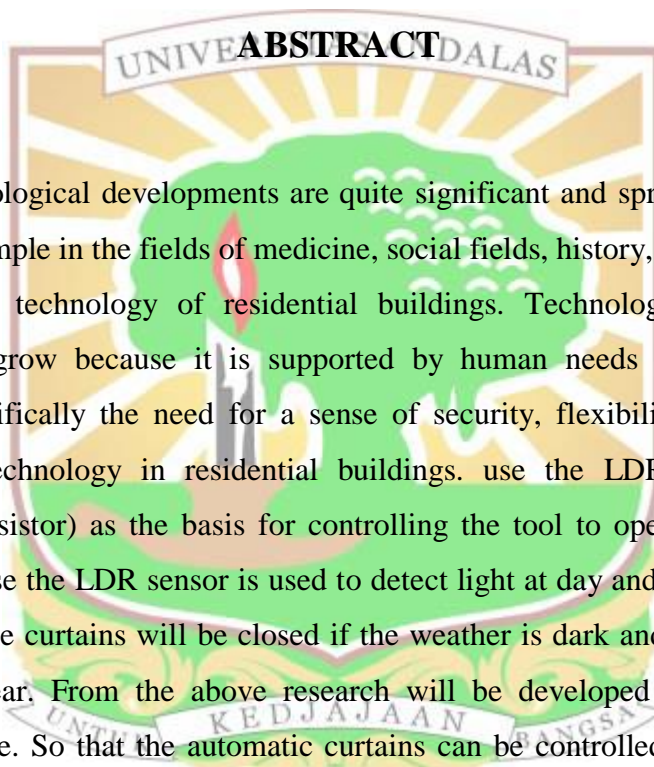 UNIVERSITAS ANDALAS
ABSTRACT
ological developments are quite significant and spr
mple in the fields of medicine, social fields, history,
technology of residential buildings. Technolog
grow because it is supported by human needs
ifically the need for a sense of security, flexibili
echnology in residential buildings. use the LDR
sistor) as the basis for controlling the tool to ope
se the LDR sensor is used to detect light at day and
e curtains will be closed if the weather is dark and
ear. From the above research will be developed
UNTUK KEDJAJAAN BANGSA
e. So that the automatic curtains can be controlled